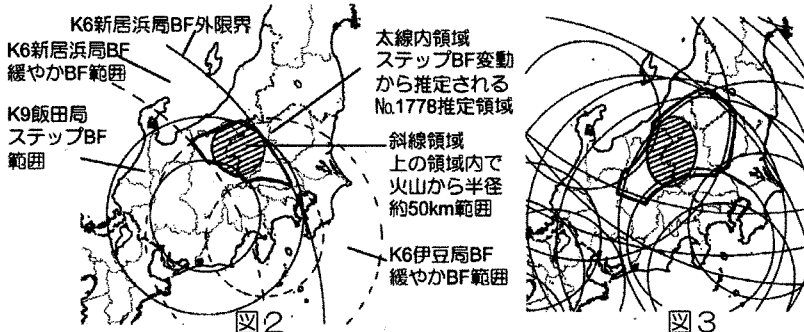 K6新居浜局BF外限界
K6新居浜局BF
緩やかBF範囲
K9飯田局
ステップBF
範囲
太線内領域
ステップBF変動
から推定される
No.1778推定領域
斜線領域
上の領域内で
火山から半径
約50km範囲
K6伊豆局BF
緩やかBF範囲
図2
図3